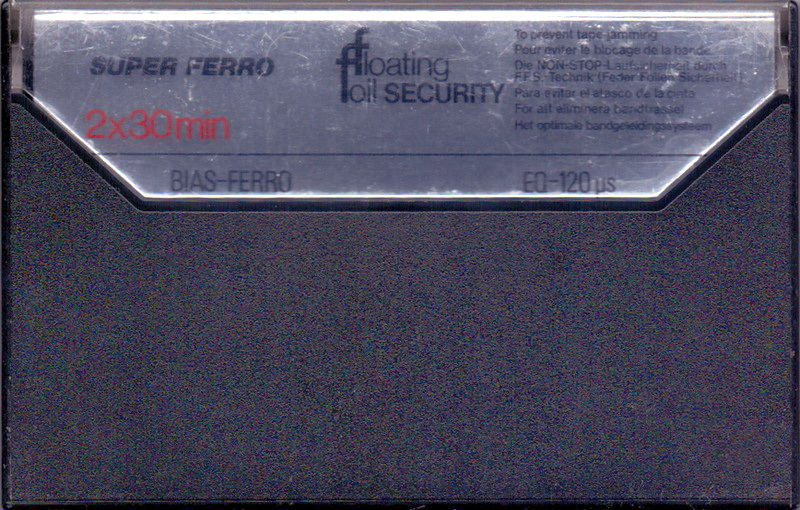 SUPER FERRO
2x30min
BIAS-FERRO
floating
foil SECURITY
To prevent tape jamming
Pour eviter le blocage de la bande
Die NON-STOP-Laufsicherheit durch
F.F.S. Technik (Feder Folien Sicherheit)
Para evitar el atasco de la cinta
För att eliminera bandtrassel
Het optimale bandgeleidingssysteem
EQ-120 µs